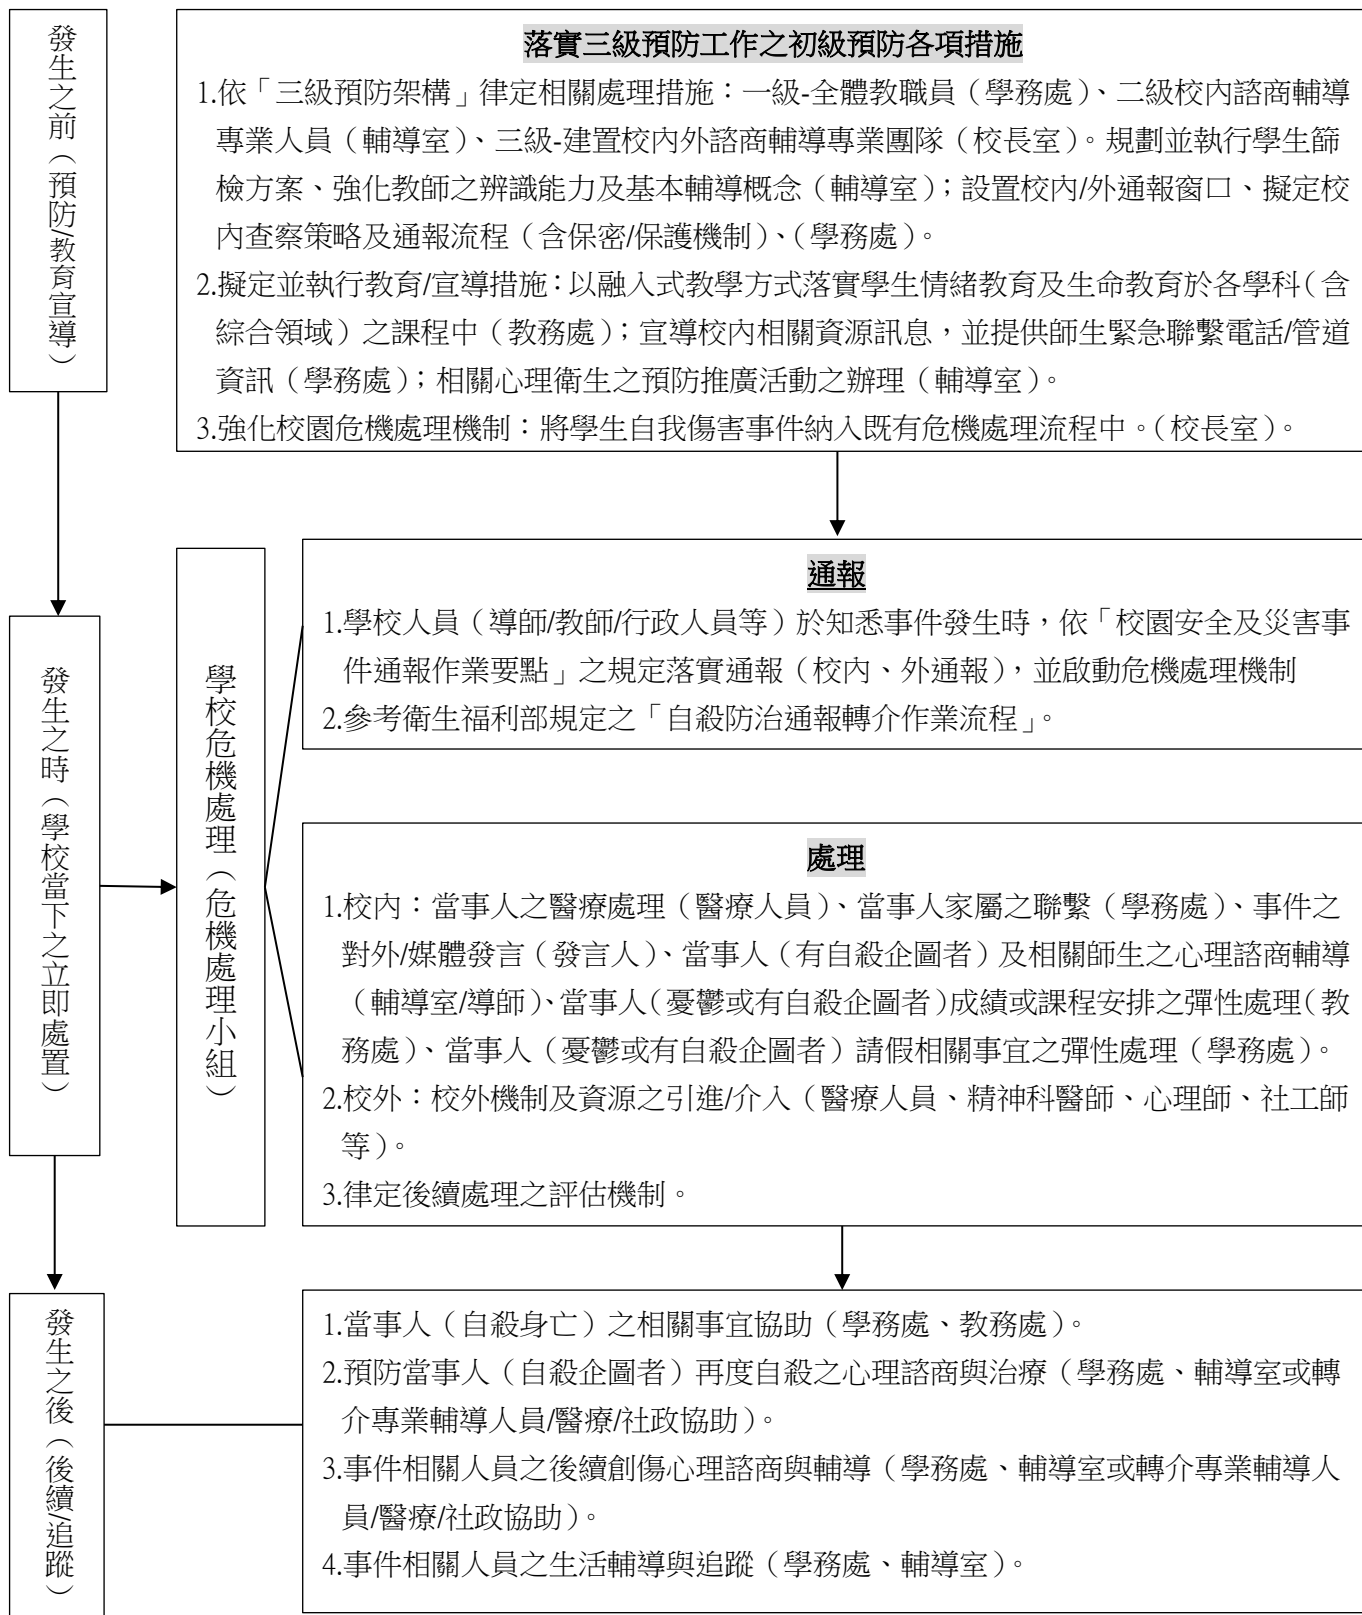 發生之前（預防/教育宣導）
落實三級預防工作之初級預防各項措施
1.依「三級預防架構」律定相關處理措施：一級-全體教職員（學務處）、二級校內諮商輔導
專業人員（輔導室）、三級-建置校內外諮商輔導專業團隊（校長室）。規劃並執行學生篩
檢方案、強化教師之辨識能力及基本輔導概念（輔導室）；設置校內/外通報窗口、擬定校
內查察策略及通報流程（含保密/保護機制）、（學務處）。
2.擬定並執行教育/宣導措施：以融入式教學方式落實學生情緒教育及生命教育於各學科（含
綜合領域）之課程中（教務處）；宣導校內相關資源訊息，並提供師生緊急聯繫電話/管道
資訊（學務處）；相關心理衛生之預防推廣活動之辦理（輔導室）。
3.強化校園危機處理機制：將學生自我傷害事件納入既有危機處理流程中。（校長室）。
發生之時（學校當下之立即處置）
學校危機處理（危機處理小組）
通報
1.學校人員（導師/教師/行政人員等）於知悉事件發生時，依「校園安全及災害事
件通報作業要點」之規定落實通報（校內、外通報），並啟動危機處理機制
2.參考衛生福利部規定之「自殺防治通報轉介作業流程」。
處理
1.校內：當事人之醫療處理（醫療人員）、當事人家屬之聯繫（學務處）、事件之
對外/媒體發言（發言人）、當事人（有自殺企圖者）及相關師生之心理諮商輔導
（輔導室/導師）、當事人（憂鬱或有自殺企圖者）成績或課程安排之彈性處理（教
務處）、當事人（憂鬱或有自殺企圖者）請假相關事宜之彈性處理（學務處）。
2.校外：校外機制及資源之引進/介入（醫療人員、精神科醫師、心理師、社工師
等）。
3.律定後續處理之評估機制。
發生之後（後續/追蹤）
1.當事人（自殺身亡）之相關事宜協助（學務處、教務處）。
2.預防當事人（自殺企圖者）再度自殺之心理諮商與治療（學務處、輔導室或轉
介專業輔導人員/醫療/社政協助）。
3.事件相關人員之後續創傷心理諮商與輔導（學務處、輔導室或轉介專業輔導人
員/醫療/社政協助）。
4.事件相關人員之生活輔導與追蹤（學務處、輔導室）。